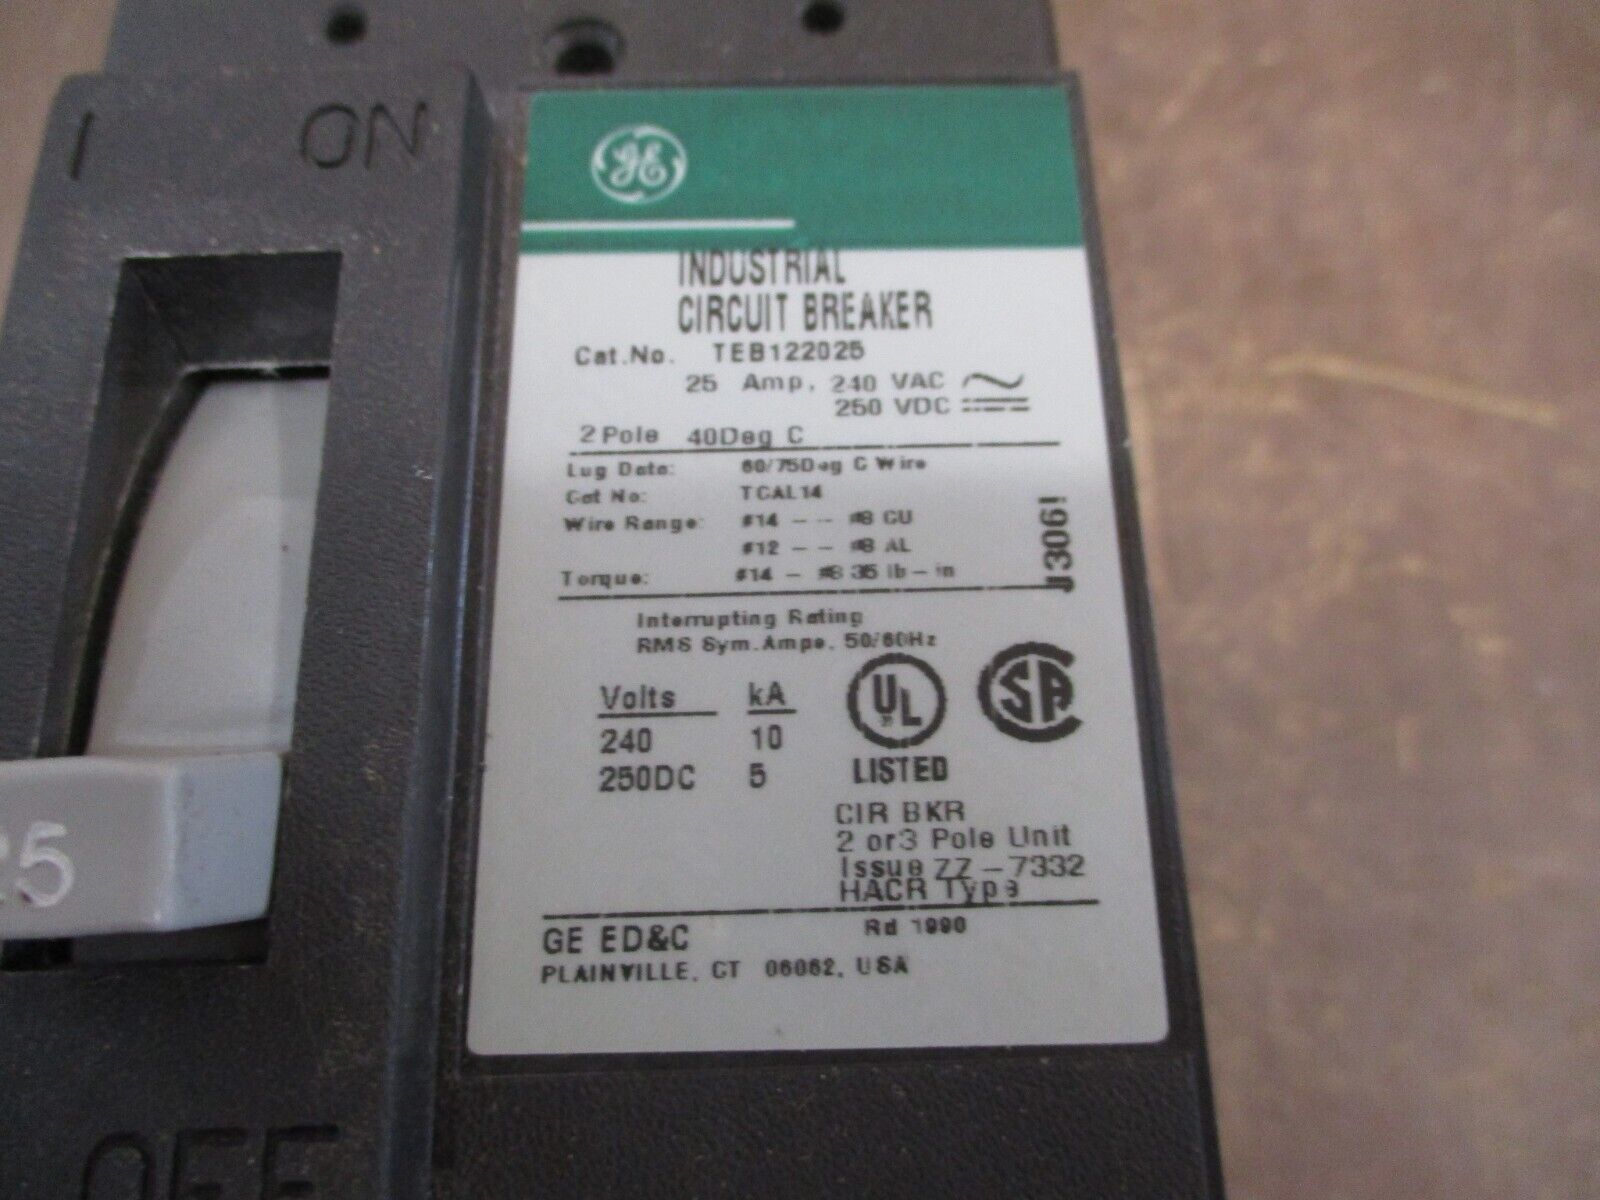 I ON
GE
INDUSTRIAL
CIRCUIT BREAKER
Cat.No. TEB122025
25 Amp, 240 VAC
250 VDC
2 Pole 40Deg C
Lug Data: 60/75Deg C Wire
Cat No: TCAL14
Wire Range: #14 -- #8 CU
#12 -- #8 AL
Torque: #14 - #8 35 lb-in
J3061
Interrupting Rating
RMS Sym.Amps. 50/60Hz
Volts kA
240 10
250DC 5
UL
LISTED
SA
CIR BKR
2 or3 Pole Unit
Issue ZZ-7332
HACR Type
GE ED&C Rd 1990
PLAINVILLE, CT 06062, USA
25
OFF